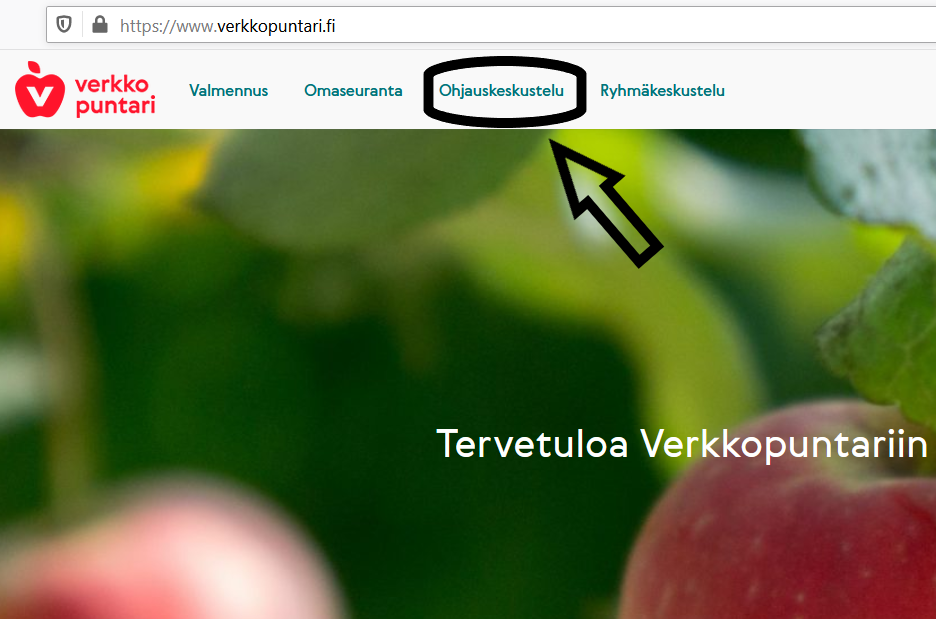 https://www.verkkopuntari.fi
verkko
puntari
Valmennus Omaseuranta Ohjauskeskustelu Ryhmäkeskustelu
Tervetuloa Verkkopuntariin